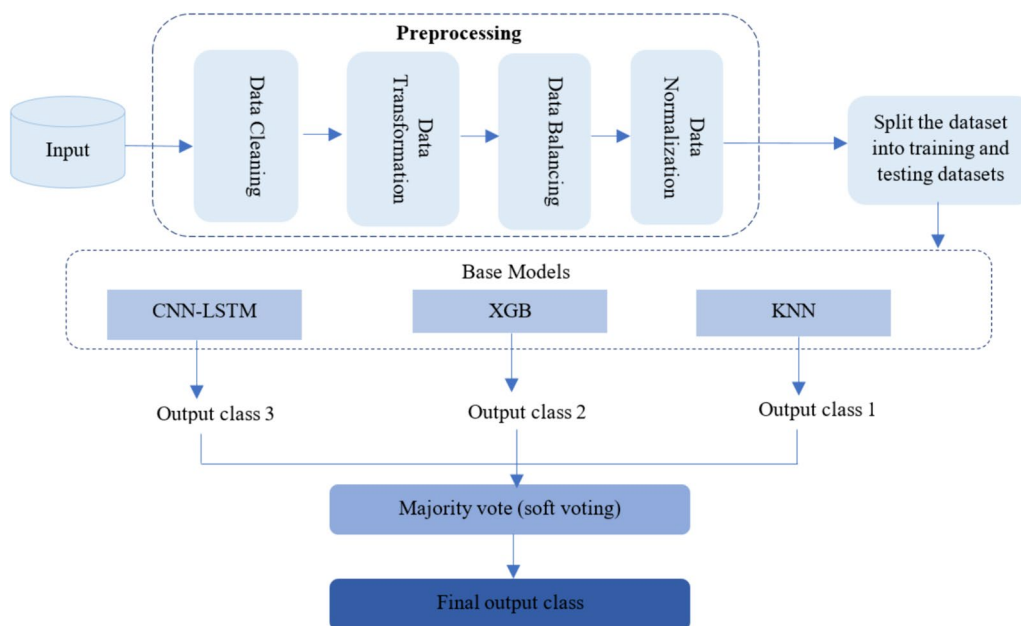 Preprocessing
Input
Data Cleaning
Data
Transformation
Data Balancing
Data
Normalization
Split the dataset
into training and
testing datasets
Base Models
CNN-LSTM
XGB
KNN
Output class 3
Output class 2
Output class 1
Majority vote (soft voting)
Final output class